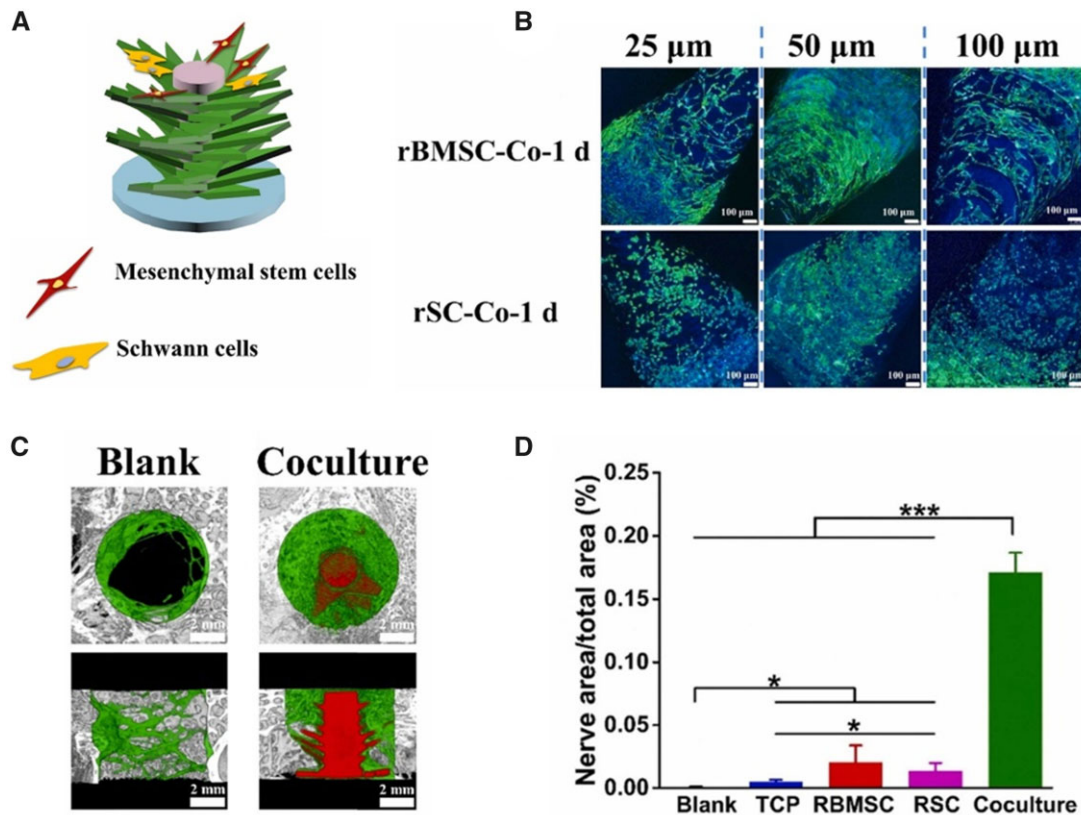 A
Mesenchymal stem cells
Schwann cells
B
25 μm 50 μm 100 μm
rBMSC-Co-1 d
100 μm 100 μm 100 μm
rSC-Co-1 d
100 μm 100 μm 100 μm
C
Blank Coculture
2 mm 2 mm
2 mm 2 mm
D
Nerve area/total area (%)
0.25
0.20
0.15
0.10
0.05
0.00
***
*
*
Blank TCP RBMSC RSC Coculture